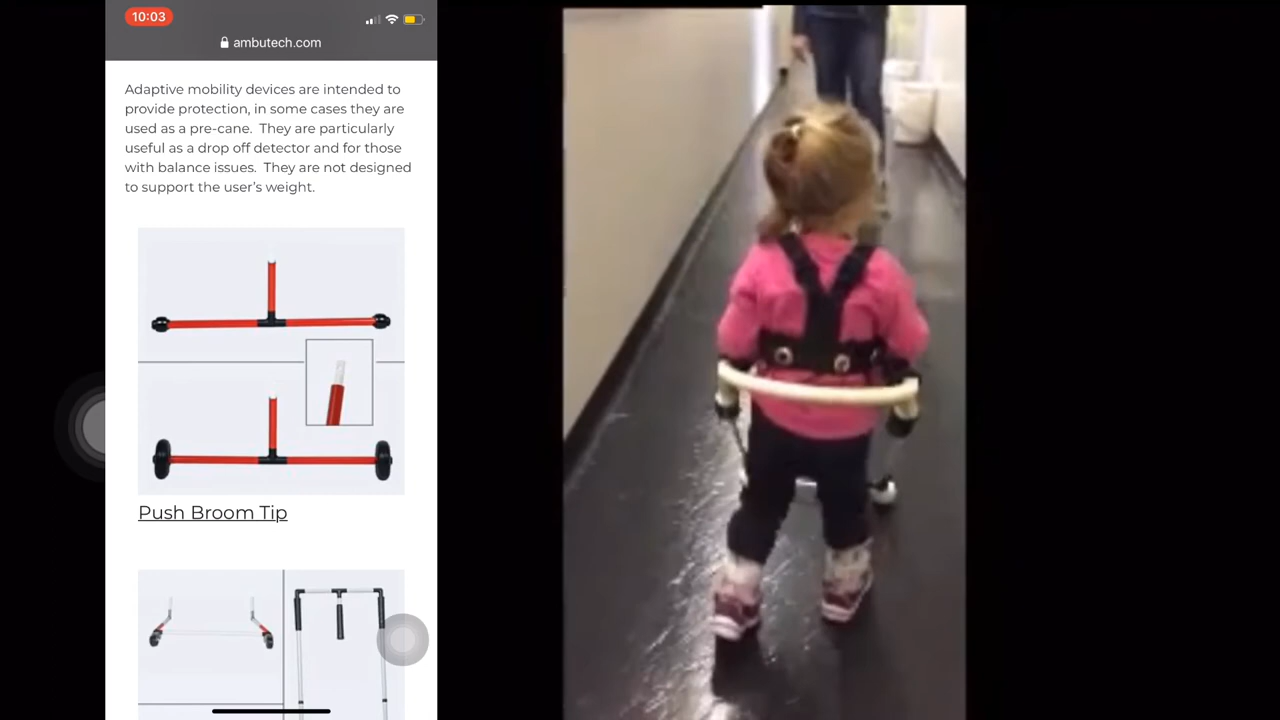 10:03
ambutech.com
Adaptive mobility devices are intended to
provide protection, in some cases they are
used as a pre-cane. They are particularly
useful as a drop off detector and for those
with balance issues. They are not designed
to support the user's weight.
Push Broom Tip